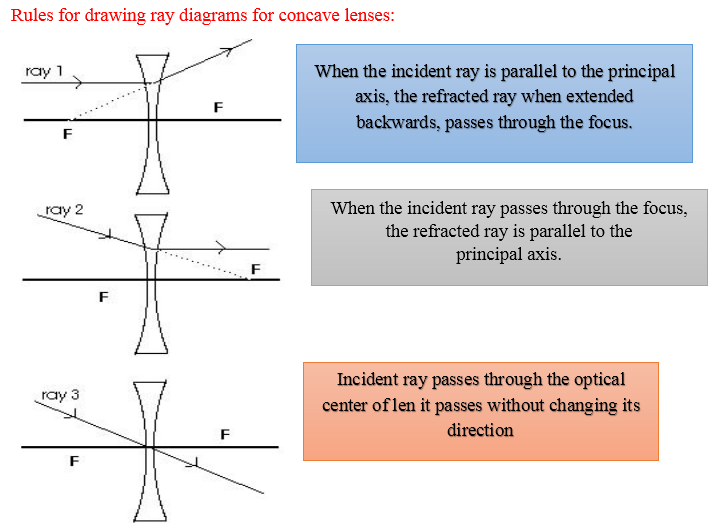 Rules for drawing ray diagrams for concave lenses:
ray 1
F
F
When the incident ray is parallel to the principal
axis, the refracted ray when extended
backwards, passes through the focus.
ray 2
F
F
When the incident ray passes through the focus,
the refracted ray is parallel to the
principal axis.
ray 3
F
F
Incident ray passes through the optical
center of len it passes without changing its
direction